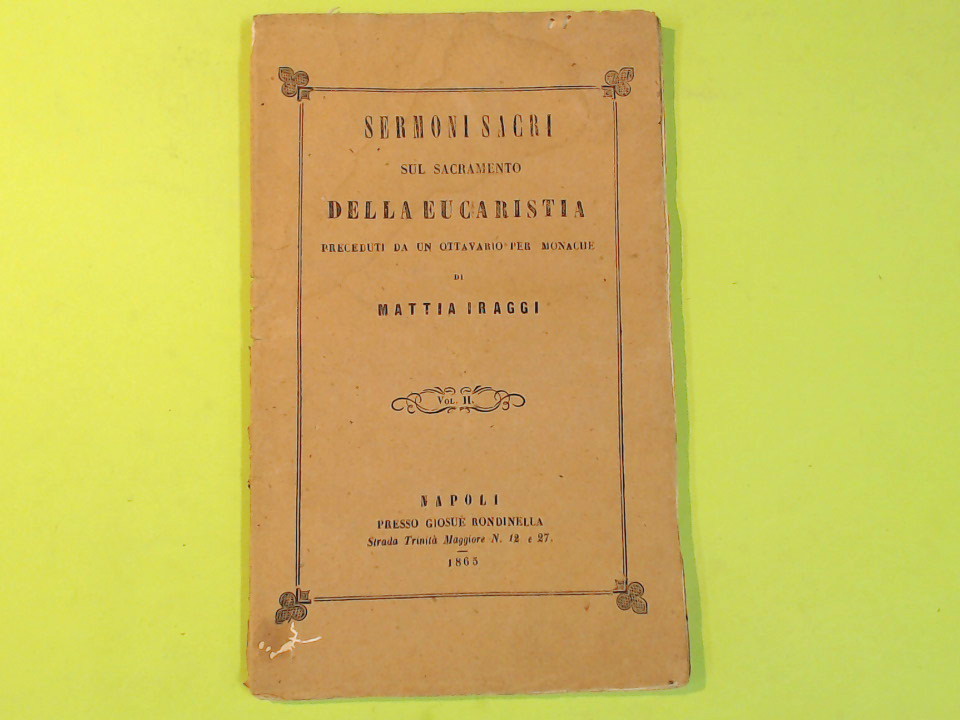 SERMONI SACRI
SUL SACRAMENTO
DELLA EUCARISTIA
PRECEDUTI DA UN OTTAVARIO PER MONACHE
DI
MATTIA IRAGGI
VOL. II.
NAPOLI
PRESSO GIOSUÈ RONDINELLA
Strada Trinità Maggiore N. 12 e 27.
1865